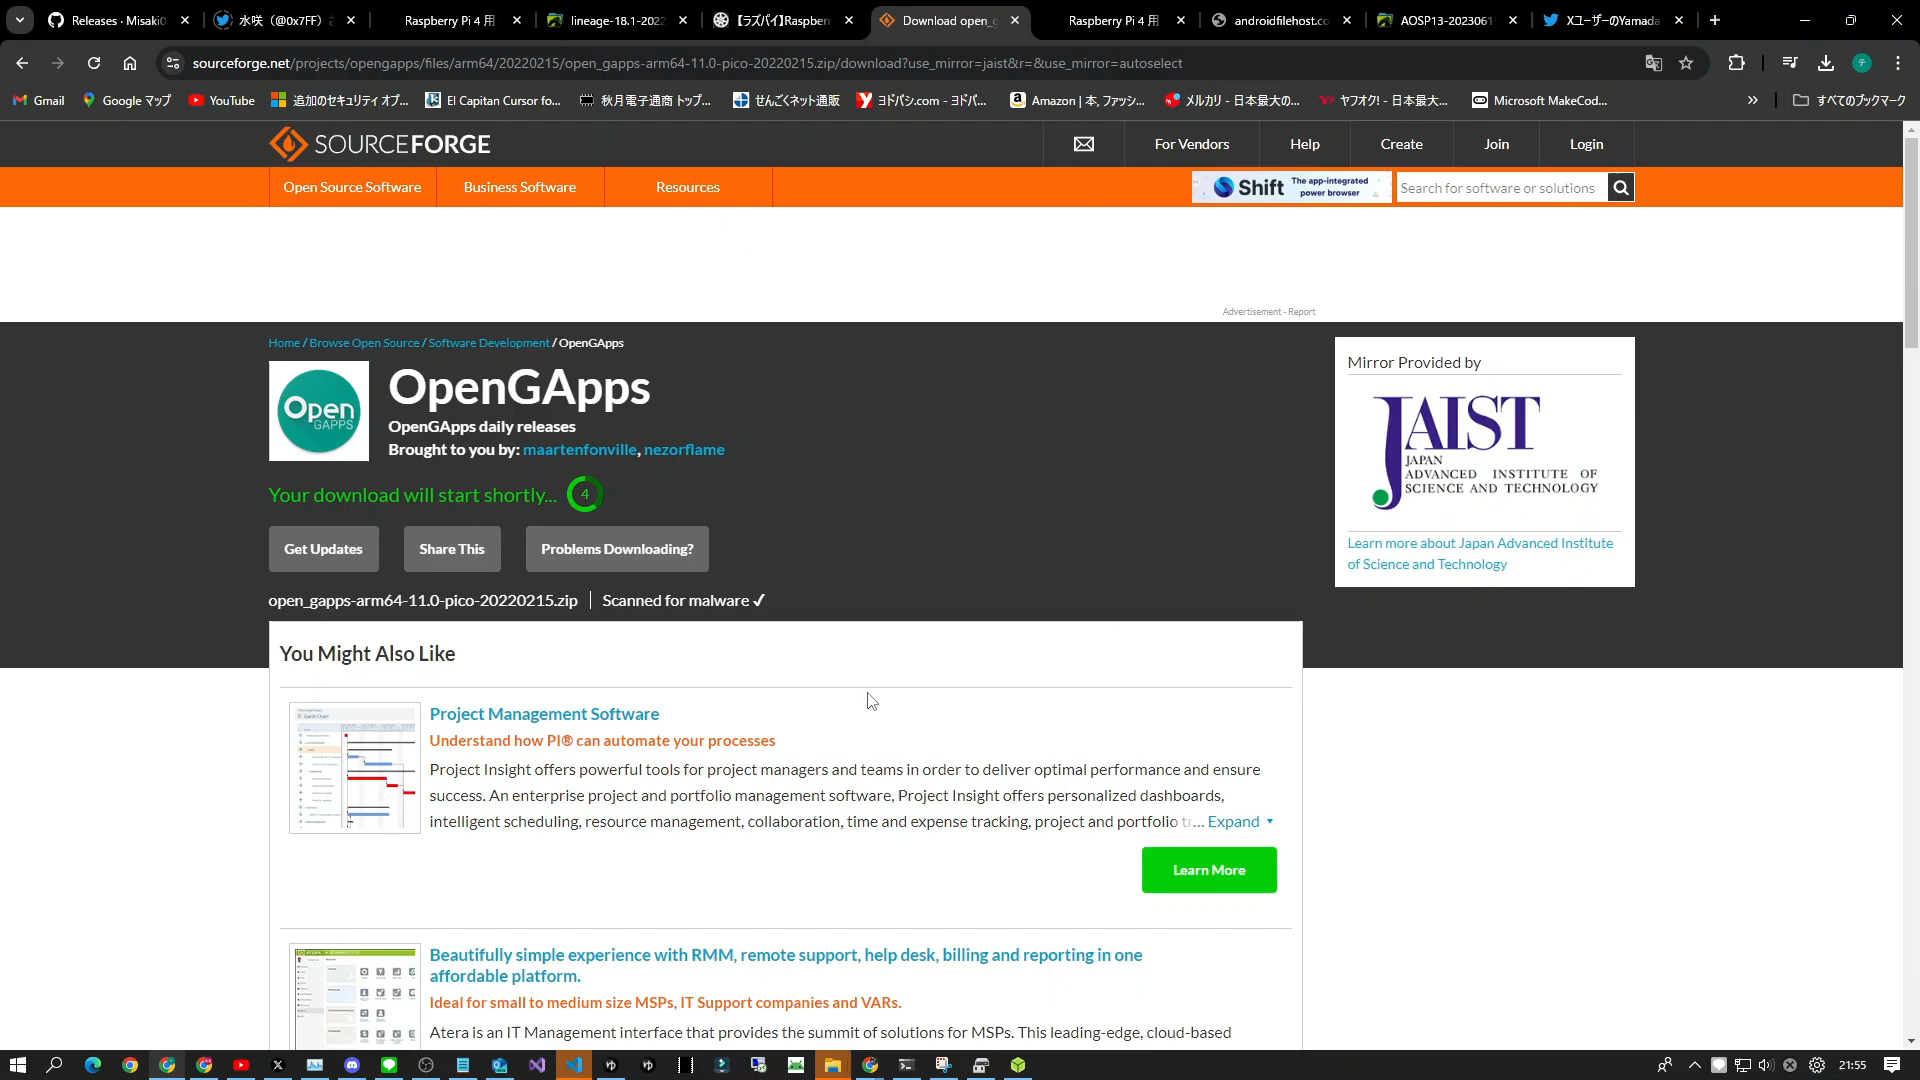 Releases · Misaki0
水咲 (@0x7FF) さ
Raspberry Pi 4 用
lineage-18.1-2022
【ラズパイ】Raspberr
Download open_g
Raspberry Pi 4 用
androidfilehost.co
AOSP13-2023061
XユーザーのYamada
sourceforge.net/projects/opengapps/files/arm64/20220215/open_gapps-arm64-11.0-pico-20220215.zip/download?use_mirror=jaist&r=&use_mirror=autoselect
Gmail
Google マップ
YouTube
追加のセキュリティ オプ...
El Capitan Cursor fo...
秋月電子通商 トップ...
せんごくネット通販
ヨドバシ.com - ヨドバ...
Amazon | 本, ファッシ...
メルカリ - 日本最大の...
ヤフオク! - 日本最大...
Microsoft MakeCod...
すべてのブックマーク
SOURCEFORGE
For Vendors
Help
Create
Join
Login
Open Source Software
Business Software
Resources
Shift The app-integrated
power browser
Search for software or solutions
Advertisement - Report
Home / Browse Open Source / Software Development / OpenGApps
Open
GAPPS
OpenGApps
OpenGApps daily releases
Brought to you by: maartenfonville, nezorflame
Your download will start shortly... 4
Get Updates
Share This
Problems Downloading?
open_gapps-arm64-11.0-pico-20220215.zip | Scanned for malware ✓
Mirror Provided by
JAIST
JAPAN
ADVANCED INSTITUTE OF
SCIENCE AND TECHNOLOGY
Learn more about Japan Advanced Institute
of Science and Technology
You Might Also Like
Project Management Software
Understand how PI® can automate your processes
Project Insight offers powerful tools for project managers and teams in order to deliver optimal performance and ensure
success. An enterprise project and portfolio management software, Project Insight offers personalized dashboards,
intelligent scheduling, resource management, collaboration, time and expense tracking, project and portfolio tr... Expand
Learn More
Beautifully simple experience with RMM, remote support, help desk, billing and reporting in one
affordable platform.
Ideal for small to medium size MSPs, IT Support companies and VARs.
Atera is an IT Management interface that provides the summit of solutions for MSPs. This leading-edge, cloud-based
21:55